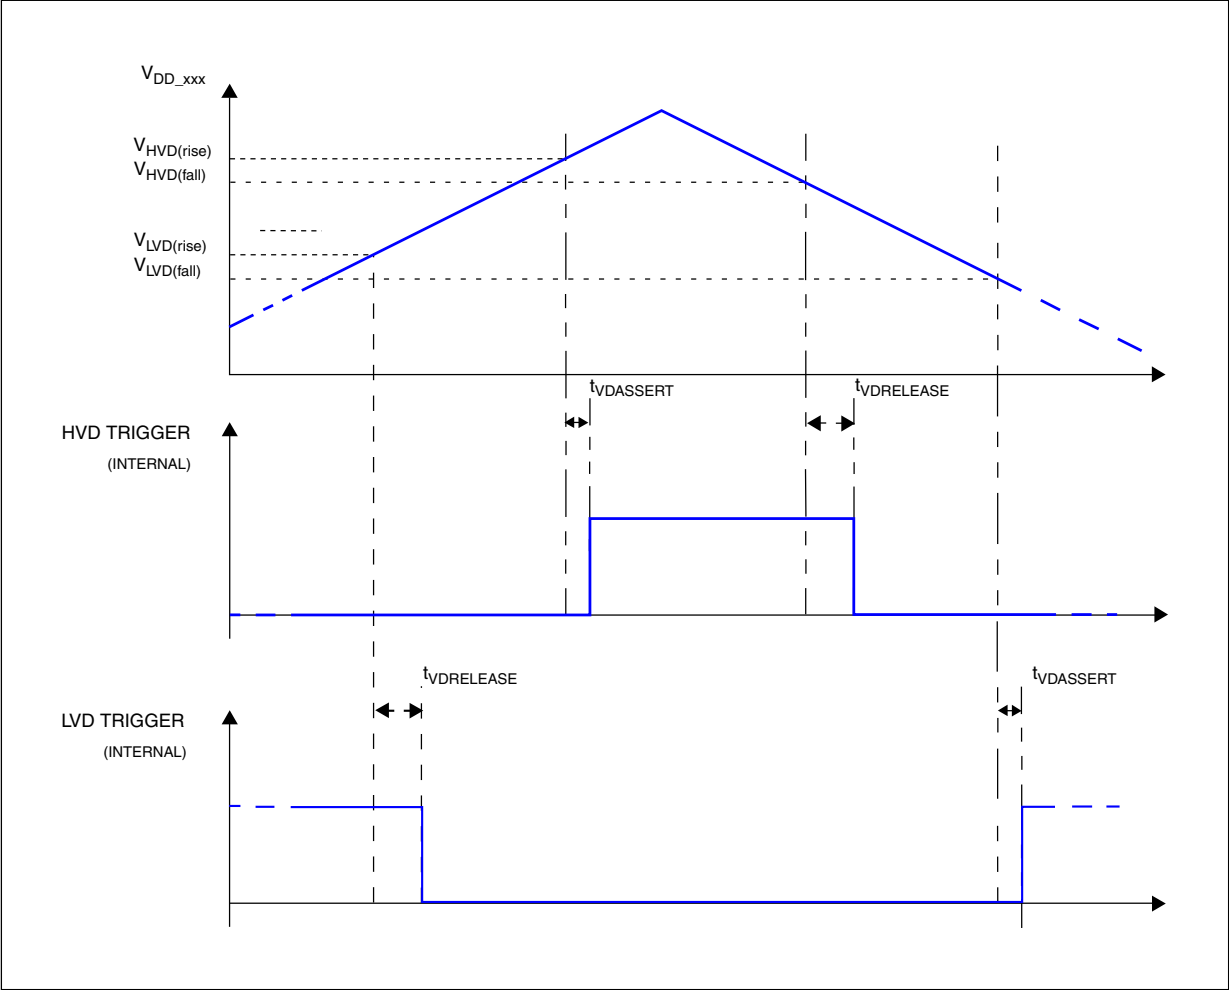 VDD_xxx
VHVD(rise)
VHVD(fall)
VLVD(rise)
VLVD(fall)
tVDASSERT
tVDRELEASE
HVD TRIGGER
(INTERNAL)
tVDRELEASE
tVDASSERT
LVD TRIGGER
(INTERNAL)